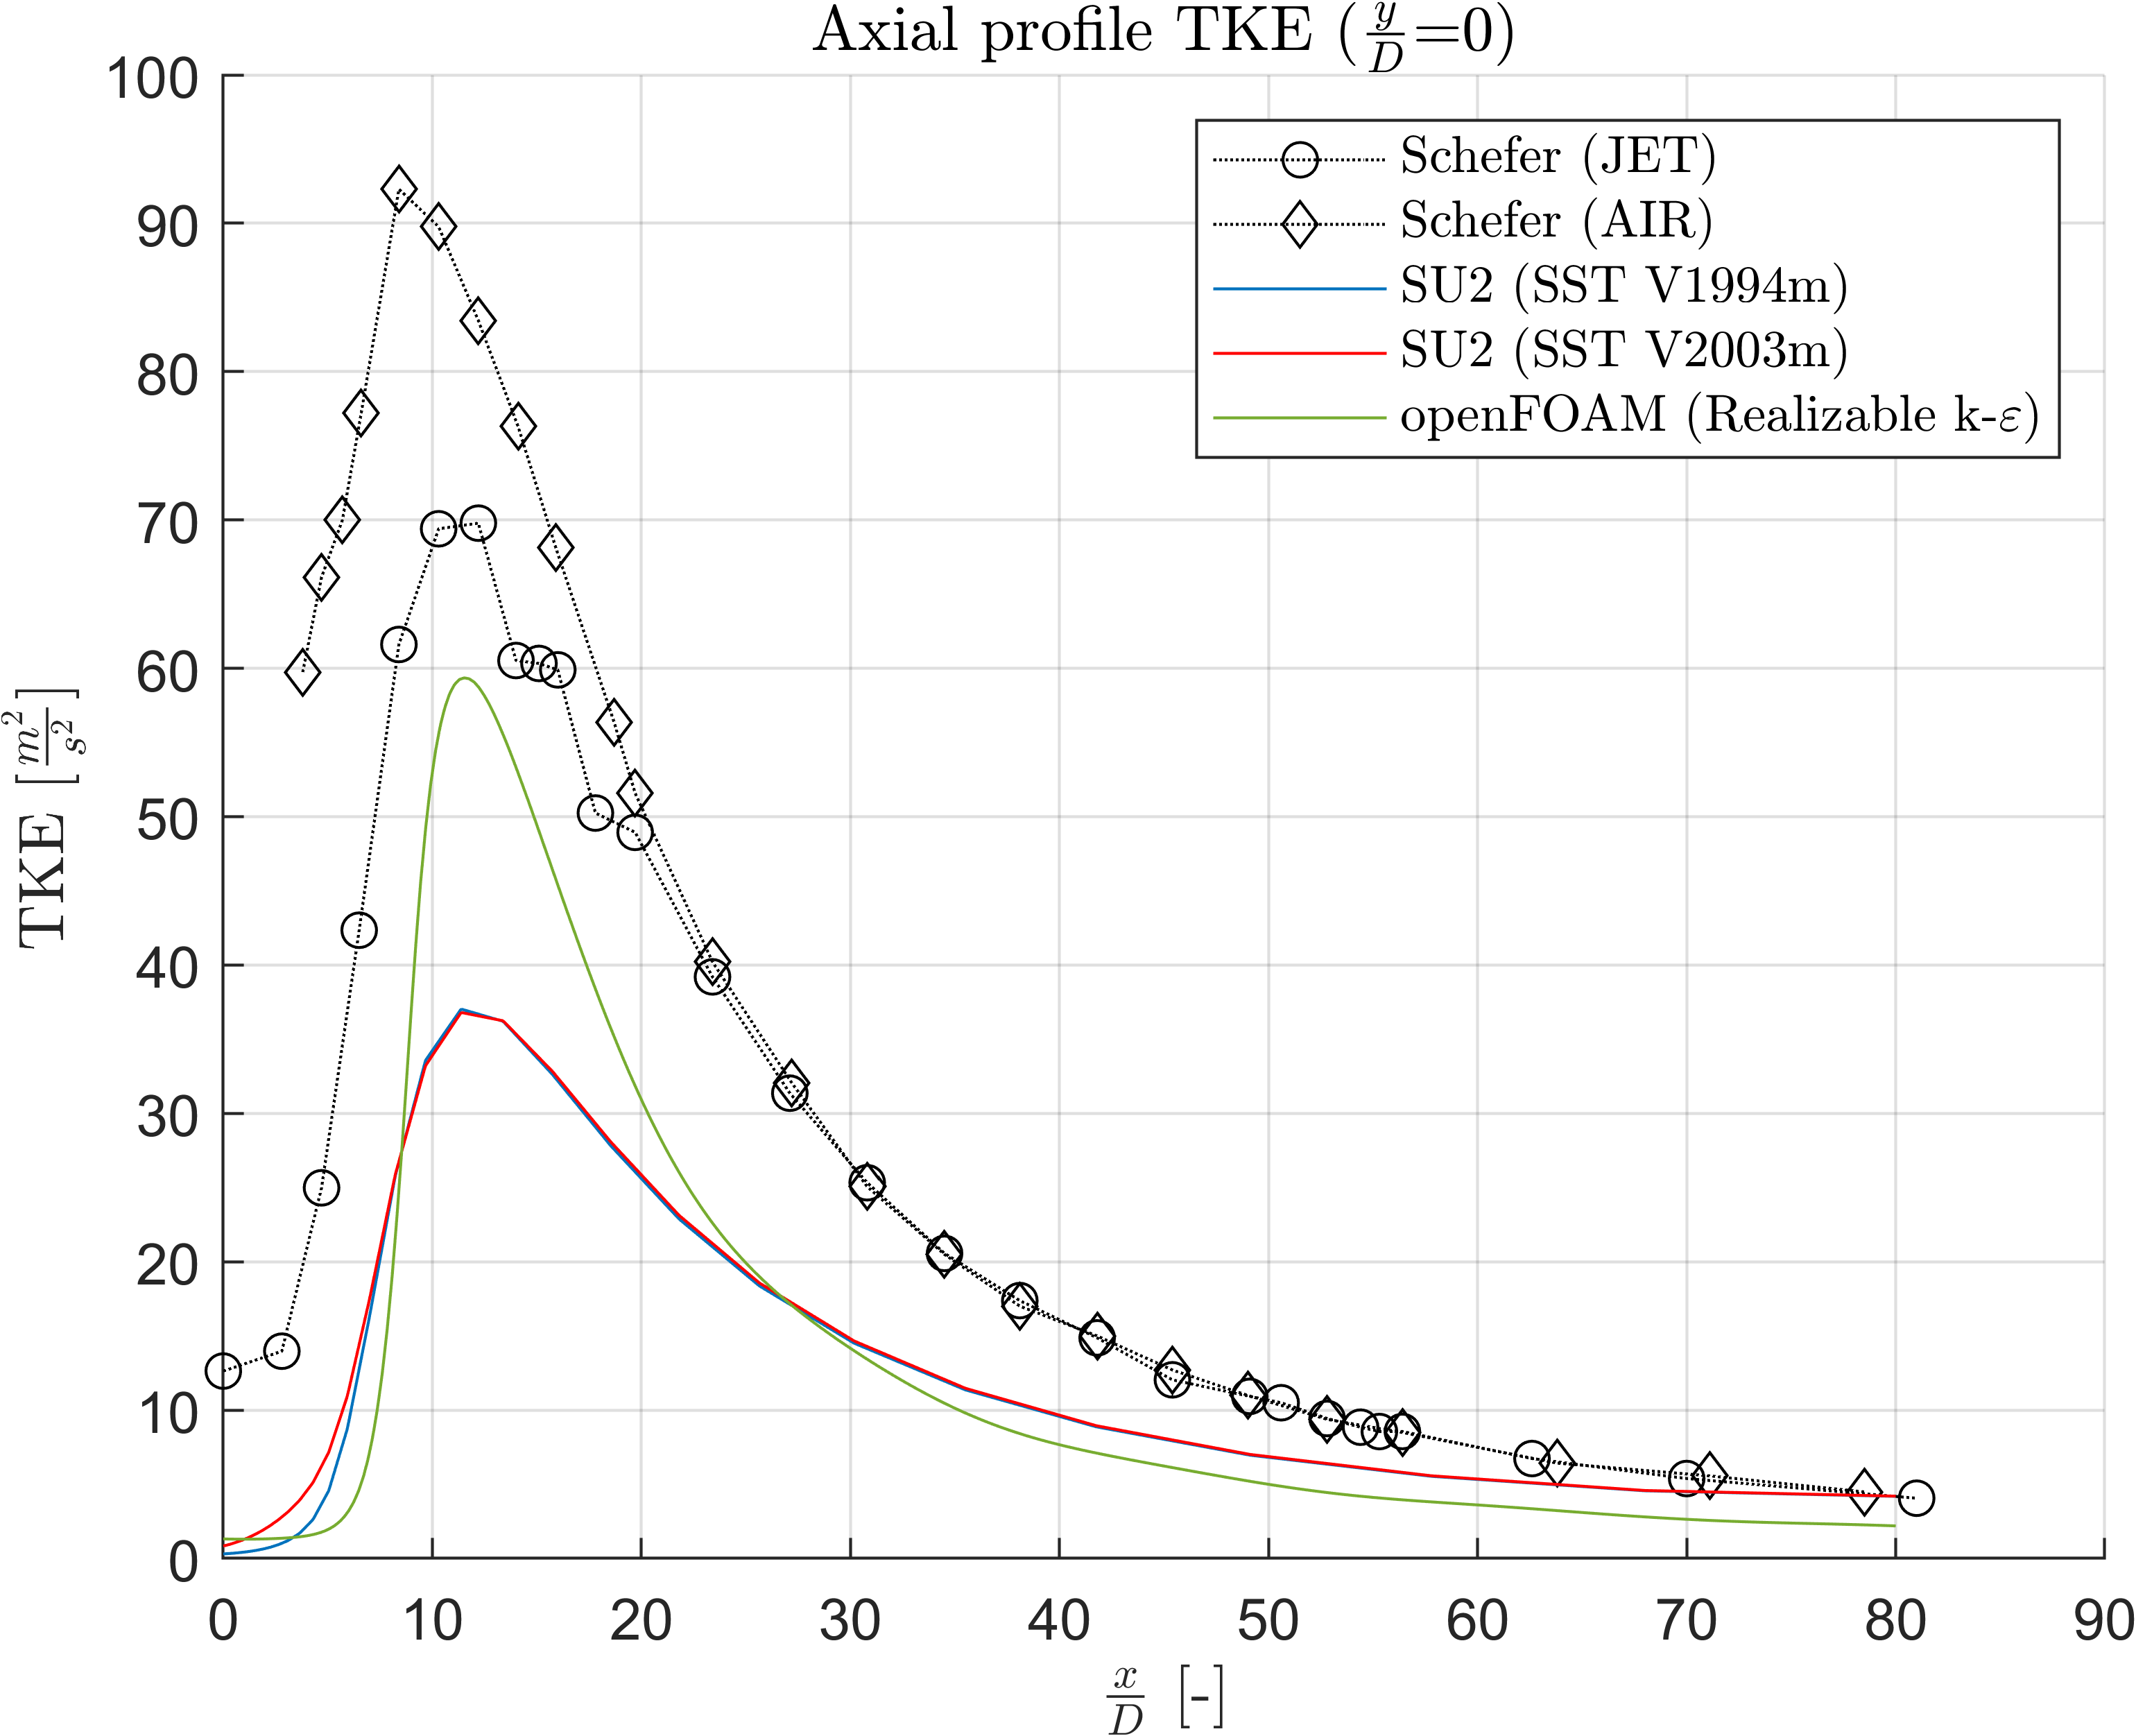 Axial profile TKE (y/D=0)
100
90
80
70
60
50
40
30
20
10
0
TKE [m²/s²]
Schefer (JET)
Schefer (AIR)
SU2 (SST V1994m)
SU2 (SST V2003m)
openFOAM (Realizable k-ε)
0 10 20 30 40 50 60 70 80 90
x/D [-]